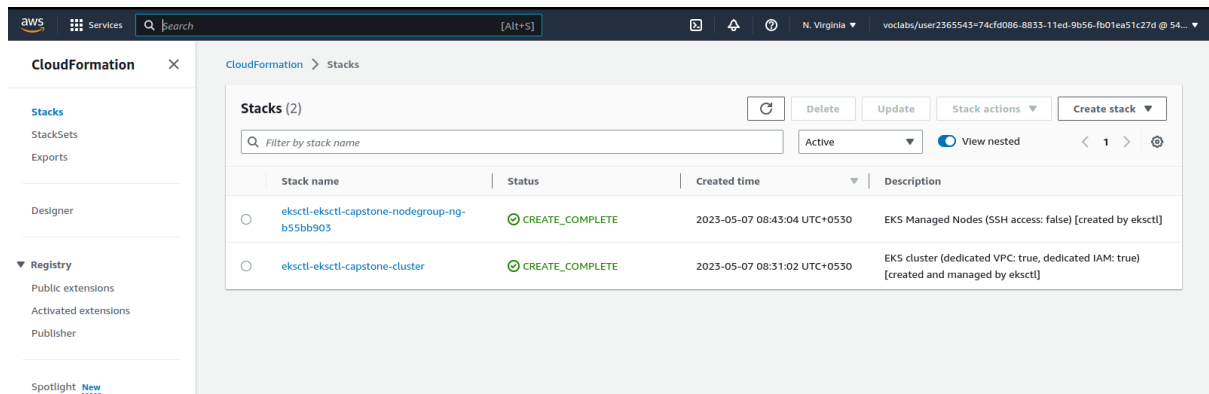 aws
Services
Search
[Alt+S]
N. Virginia ▼
voclabs/user2365543=74cfd086-8833-11ed-9b56-fb01ea51c27d @ 54... ▼
CloudFormation
Stacks
StackSets
Exports
Designer
Registry
Public extensions
Activated extensions
Publisher
Spotlight New
CloudFormation > Stacks
Stacks (2)
Delete
Update
Stack actions ▼
Create stack ▼
Filter by stack name
Active
View nested
< 1 >
Stack name
Status
Created time
Description
eksctl-eksctl-capstone-nodegroup-ng-
b55bb903
CREATE_COMPLETE
2023-05-07 08:43:04 UTC+0530
EKS Managed Nodes (SSH access: false) [created by eksctl]
eksctl-eksctl-capstone-cluster
CREATE_COMPLETE
2023-05-07 08:31:02 UTC+0530
EKS cluster (dedicated VPC: true, dedicated IAM: true)
[created and managed by eksctl]